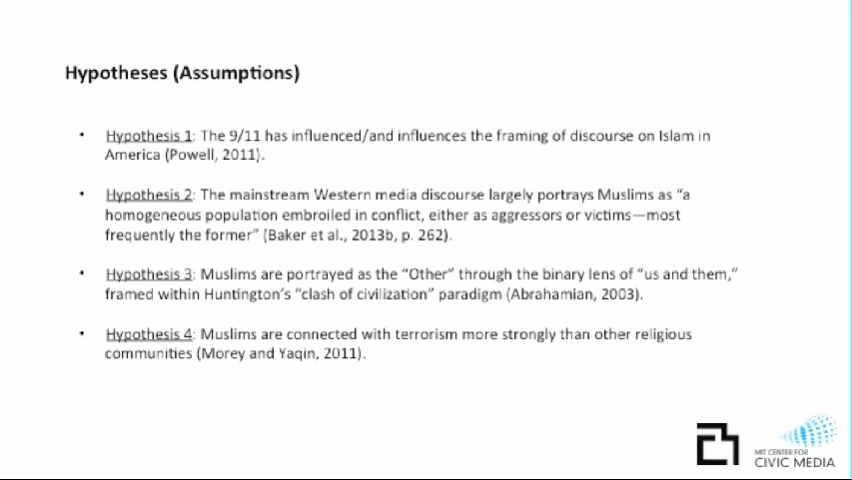 Hypotheses (Assumptions)
• Hypothesis 1: The 9/11 has influenced/and influences the framing of discourse on Islam in
America (Powell, 2011).
• Hypothesis 2: The mainstream Western media discourse largely portrays Muslims as “a
homogeneous population embroiled in conflict, either as aggressors or victims—most
frequently the former” (Baker et al., 2013b, p. 262).
• Hypothesis 3: Muslims are portrayed as the “Other” through the binary lens of “us and them,”
framed within Huntington’s “clash of civilization” paradigm (Abrahamian, 2003).
• Hypothesis 4: Muslims are connected with terrorism more strongly than other religious
communities (Morey and Yaqin, 2011).
MIT CENTER FOR
CIVIC MEDIA